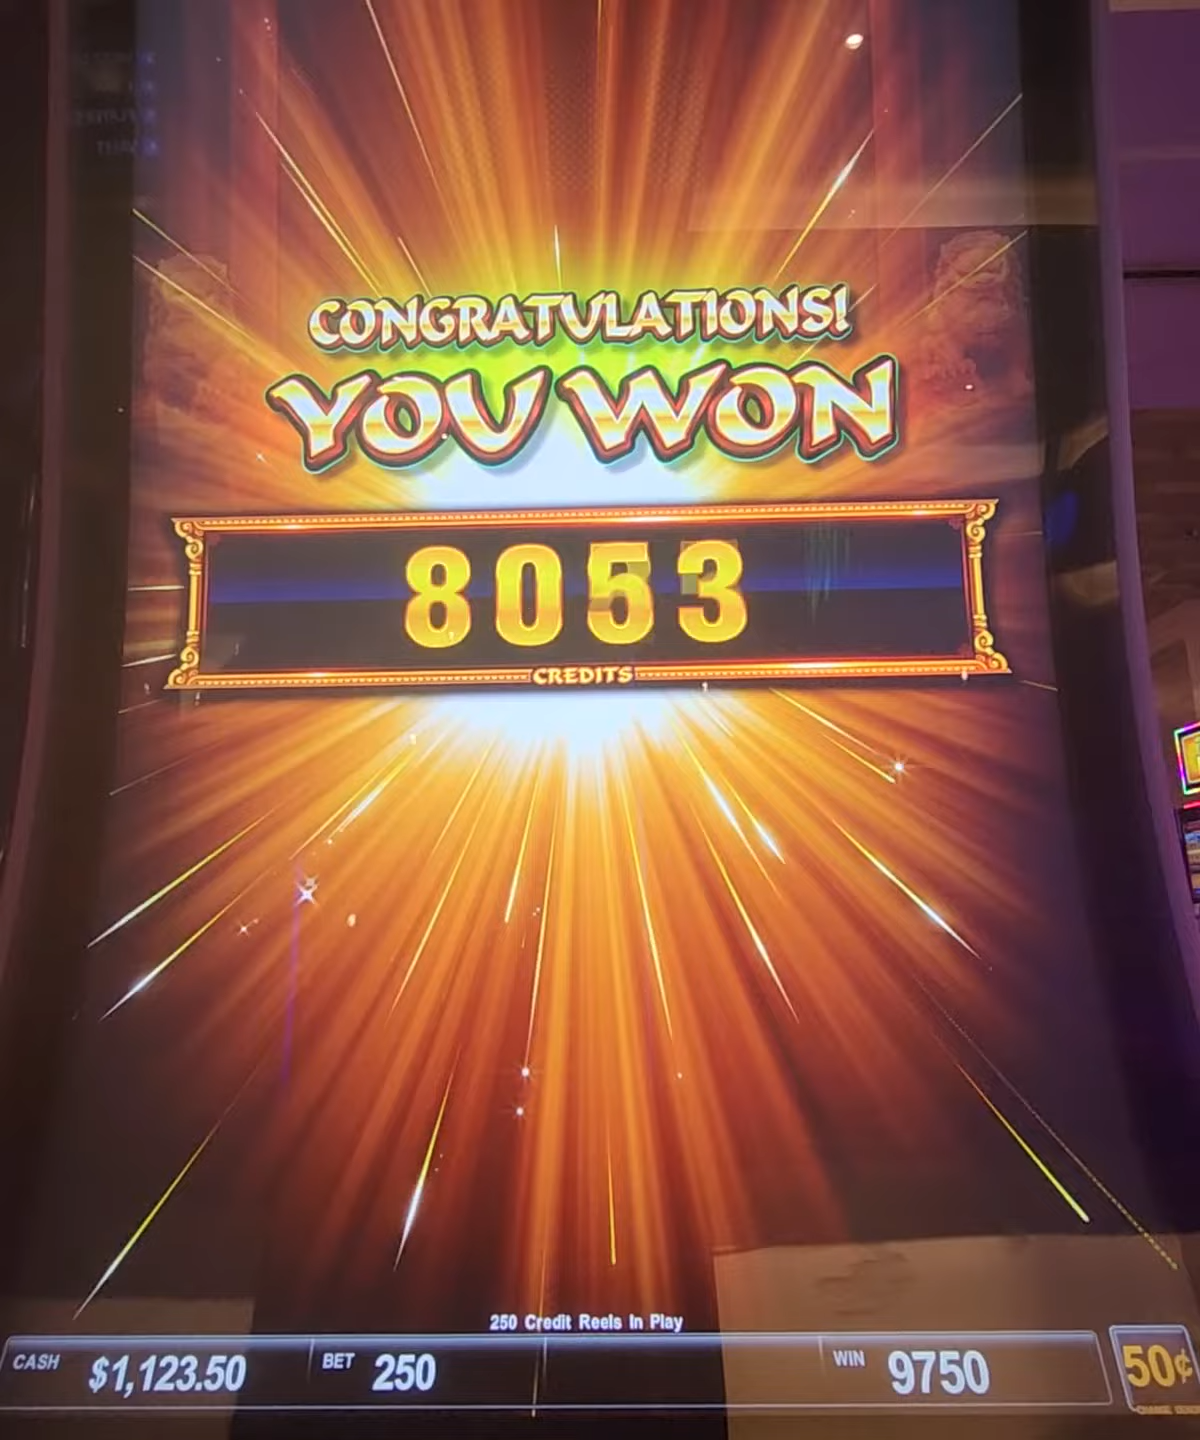 CONGRATULATIONS!
YOU WON
8053
CREDITS
250 Credit Reels In Play
CASH $1,123.50 BET 250 WIN 9750 50¢